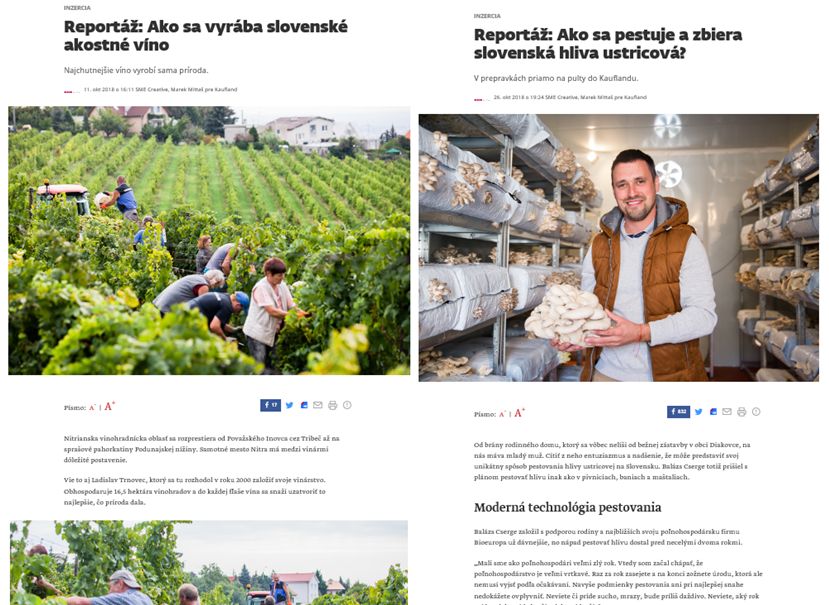 INZERCIA
Reportáž: Ako sa vyrába slovenské
akostné víno
Najchutnejšie víno vyrobí sama príroda.
11. okt 2018 o 16:11 SME Creative, Marek Mittaš pre Kaufland
Písmo: A- | A+
17
Nitrianska vinohradnícka oblasť sa rozprestiera od Považského Inovca cez Tribeč až na
sprašové pahorkatiny Podunajskej nížiny. Samotné mesto Nitra má medzi vinármi
dôležité postavenie.
Vie to aj Ladislav Trnovec, ktorý sa tu rozhodol v roku 2000 založiť svoje vinárstvo.
Obhospodaruje 16,5 hektára vinohradov a do každej fľaše vína sa snaží uzatvoriť to
najlepšie, čo príroda dala.
INZERCIA
Reportáž: Ako sa pestuje a zbiera
slovenská hliva ustricová?
V prepravkách priamo na pulty do Kauflandu.
26. okt 2018 o 19:24 SME Creative, Marek Mittaš pre Kaufland
Písmo: A- | A+
832
Od brány rodinného domu, ktorý sa vôbec nelíši od bežnej zástavby v obci Diakovce, na
nás máva mladý muž. Cítiť z neho entuziazmus a nadšenie, že môže predstaviť svoj
unikátny spôsob pestovania hlivy ustricovej na Slovensku. Balázs Cserge totiž prišiel s
plánom pestovať hlivu inak ako v pivniciach, baniach a maštaliach.
Moderná technológia pestovania
Balázs Cserge založil s podporou rodiny a najbližších svoju poľnohospodársku firmu
Bioeuropa už dávnejšie, no nápad pestovať hlivu dostal pred necelými dvoma rokmi.
„Mali sme ako poľnohospodári veľmi zlý rok. Vtedy som začal chápať, že
poľnohospodárstvo je veľmi vrtkavé. Raz za rok zasejete a na konci zožnete úrodu, ktorá ale
nemusí vyjsť podľa očakávaní. Navyše podmienky pestovania ani pri najlepšej snahe
nedokážete ovplyvniť. Neviete či príde sucho, mrazy, bude príliš daždivo. Neviete, aký rok